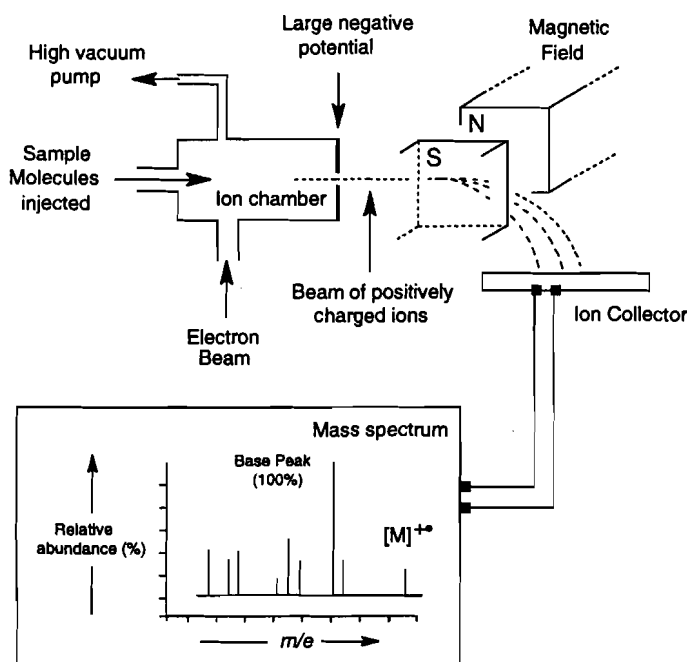 High vacuum
pump
Large negative
potential
Magnetic
Field
N
S
Sample
Molecules
injected
Ion chamber
Beam of positively
charged ions
Ion Collector
Electron
Beam
Mass spectrum
Base Peak
(100%)
[M]+•
Relative
abundance (%)
m/e